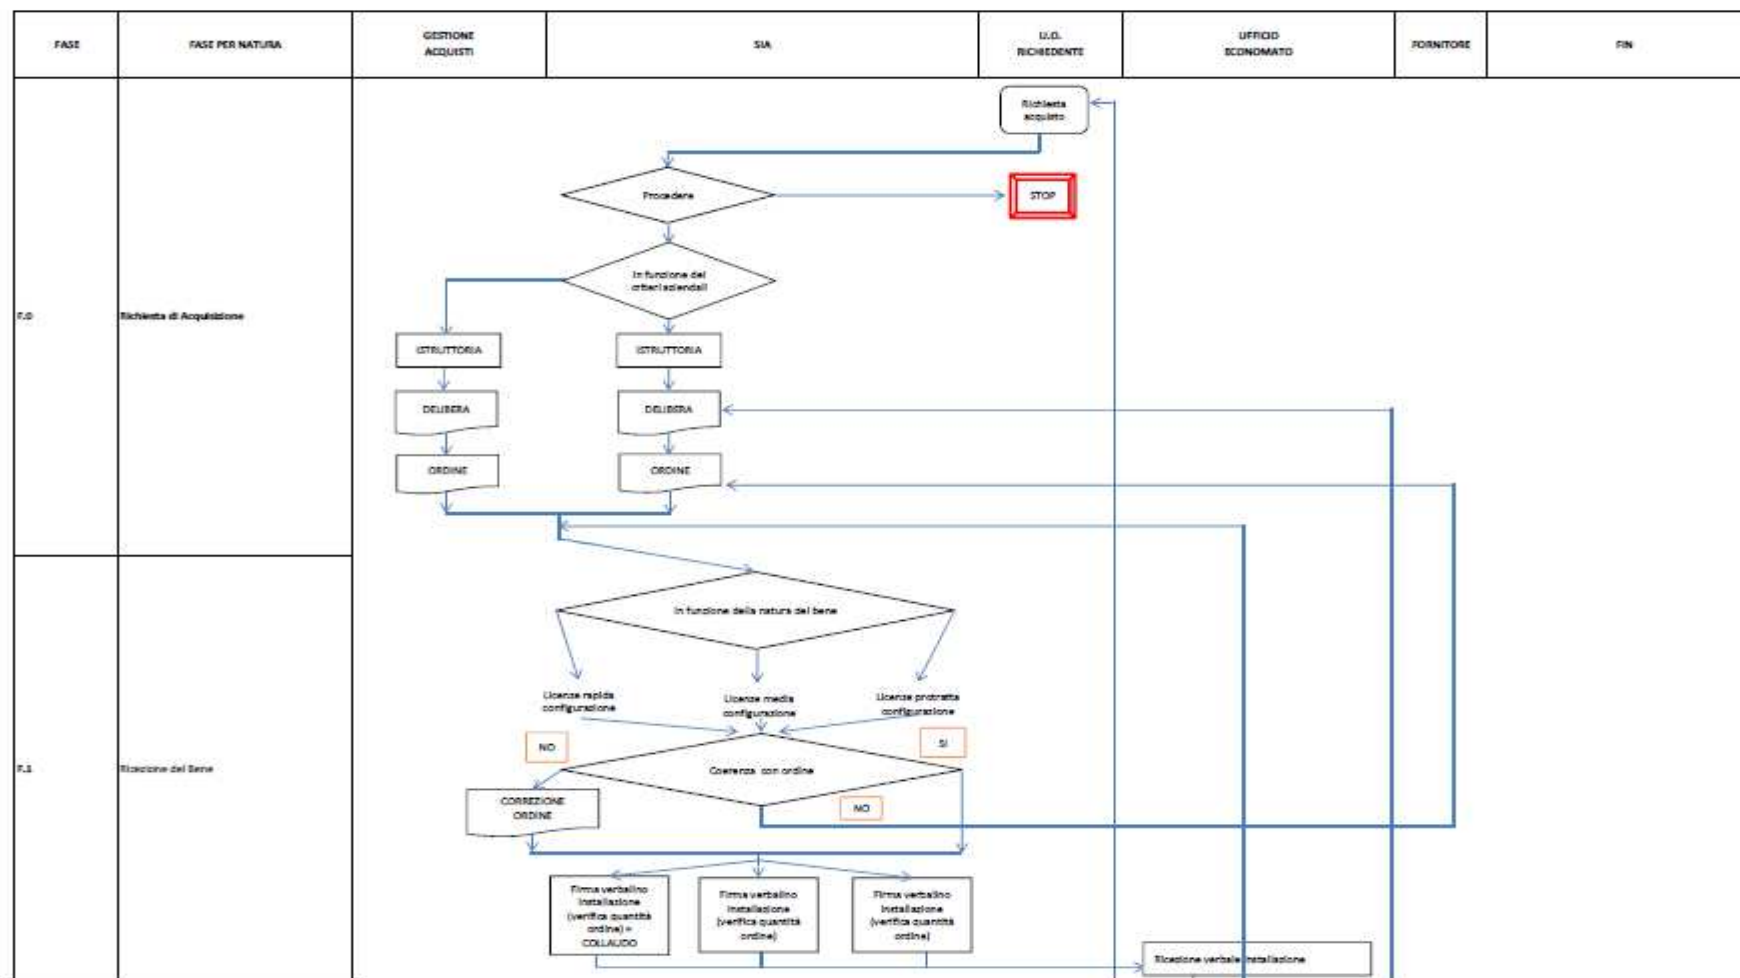 FASE
FASE PER NATURA
GESTIONE
ACQUISTI
SIA
U.O.
RICHIEDENTE
UFFICIO
ECONOMATO
FORNITORE
FIN
Richiesta
acquisto
Procedere
STOP
In funzione dei
criteri aziendali
F.0
Richiesta di Acquisizione
ISTRUTTORIA
ISTRUTTORIA
DELIBERA
DELIBERA
ORDINE
ORDINE
In funzione della natura del bene
Licenze rapida
configurazione
Licenze media
configurazione
Licenze protratta
configurazione
NO
SI
F.1
Ricezione del Bene
Coerenza con ordine
CORREZIONE
ORDINE
NO
Firma verbalino
installazione
(verifica quantità
ordine) =
COLLAUDO
Firma verbalino
installazione
(verifica quantità
ordine)
Firma verbalino
installazione
(verifica quantità
ordine)
Ricezione verbale installazione